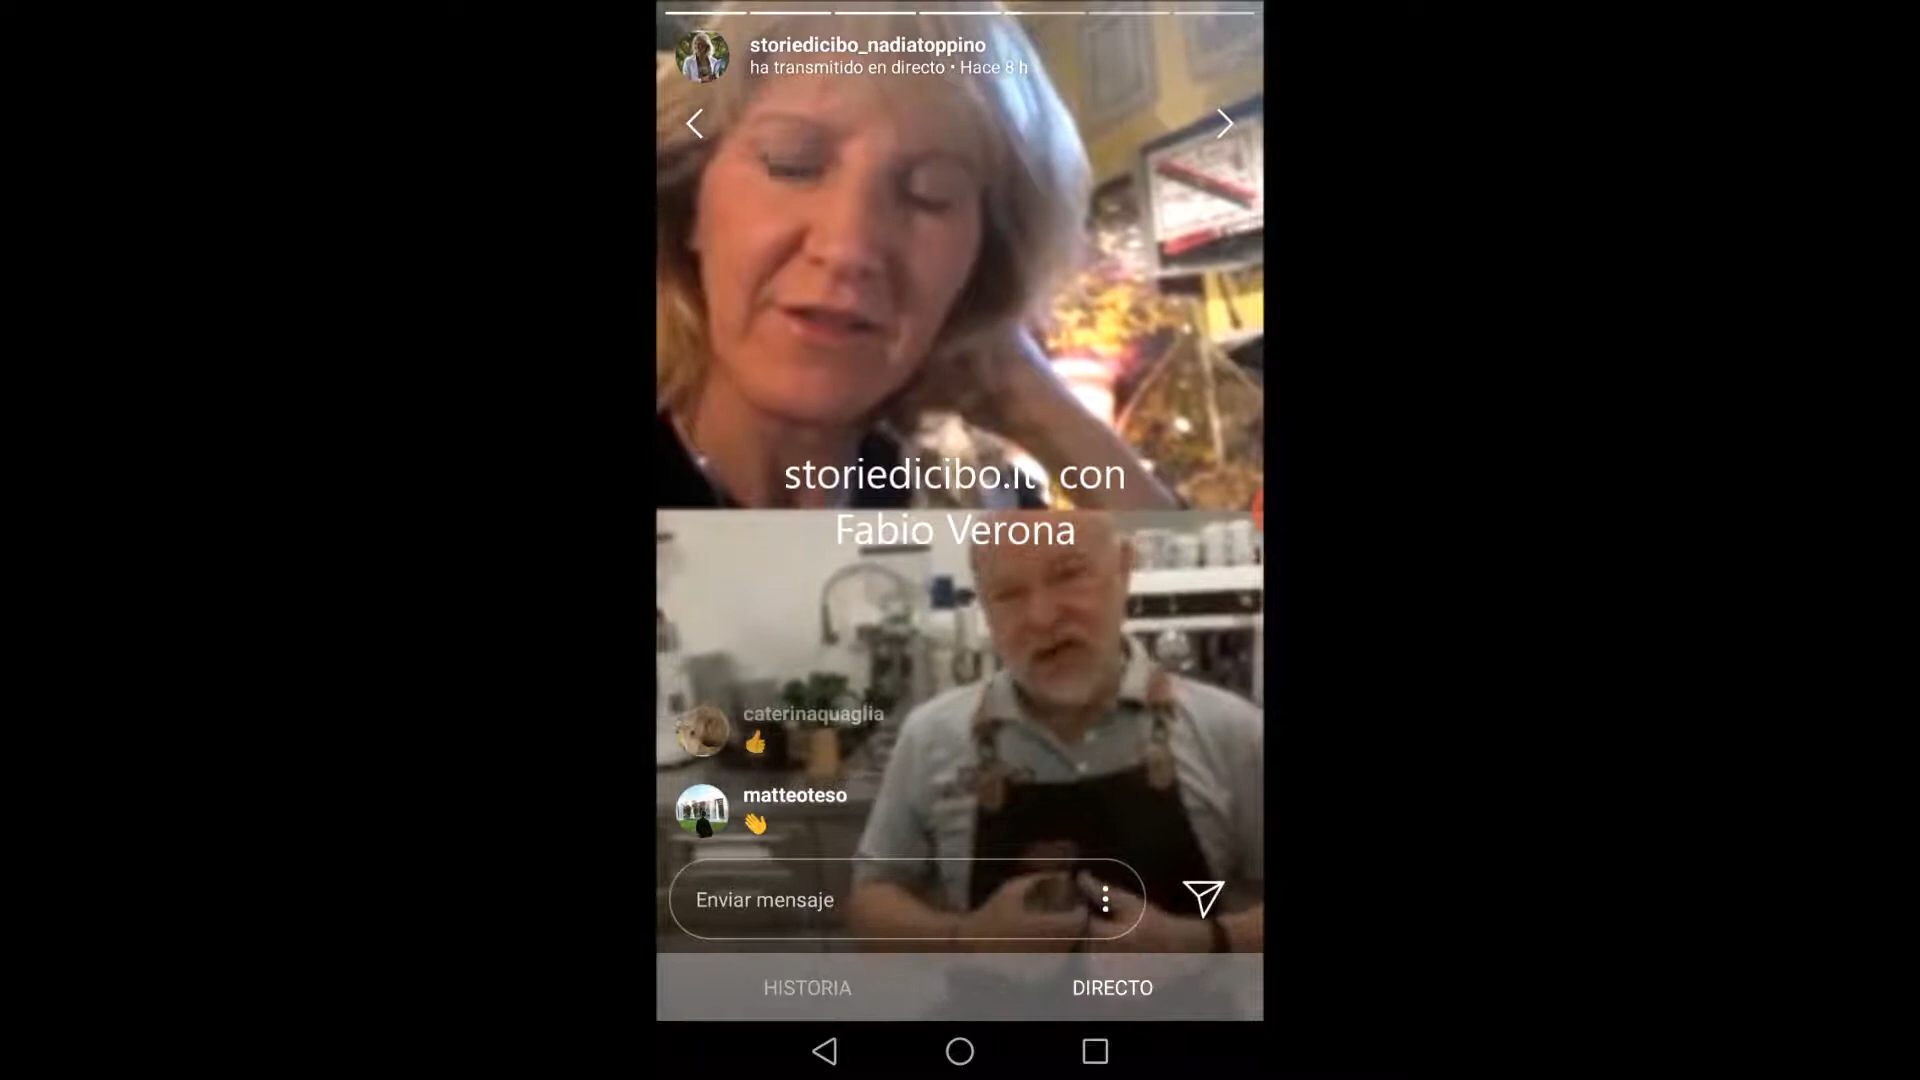 storiedicibo_nadiatoppino
ha transmitido en directo • Hace 8 h
storiedicibo.it con
Fabio Verona
caterinaquaglia
👍
matteoteso
👏
Enviar mensaje
HISTORIA
DIRECTO